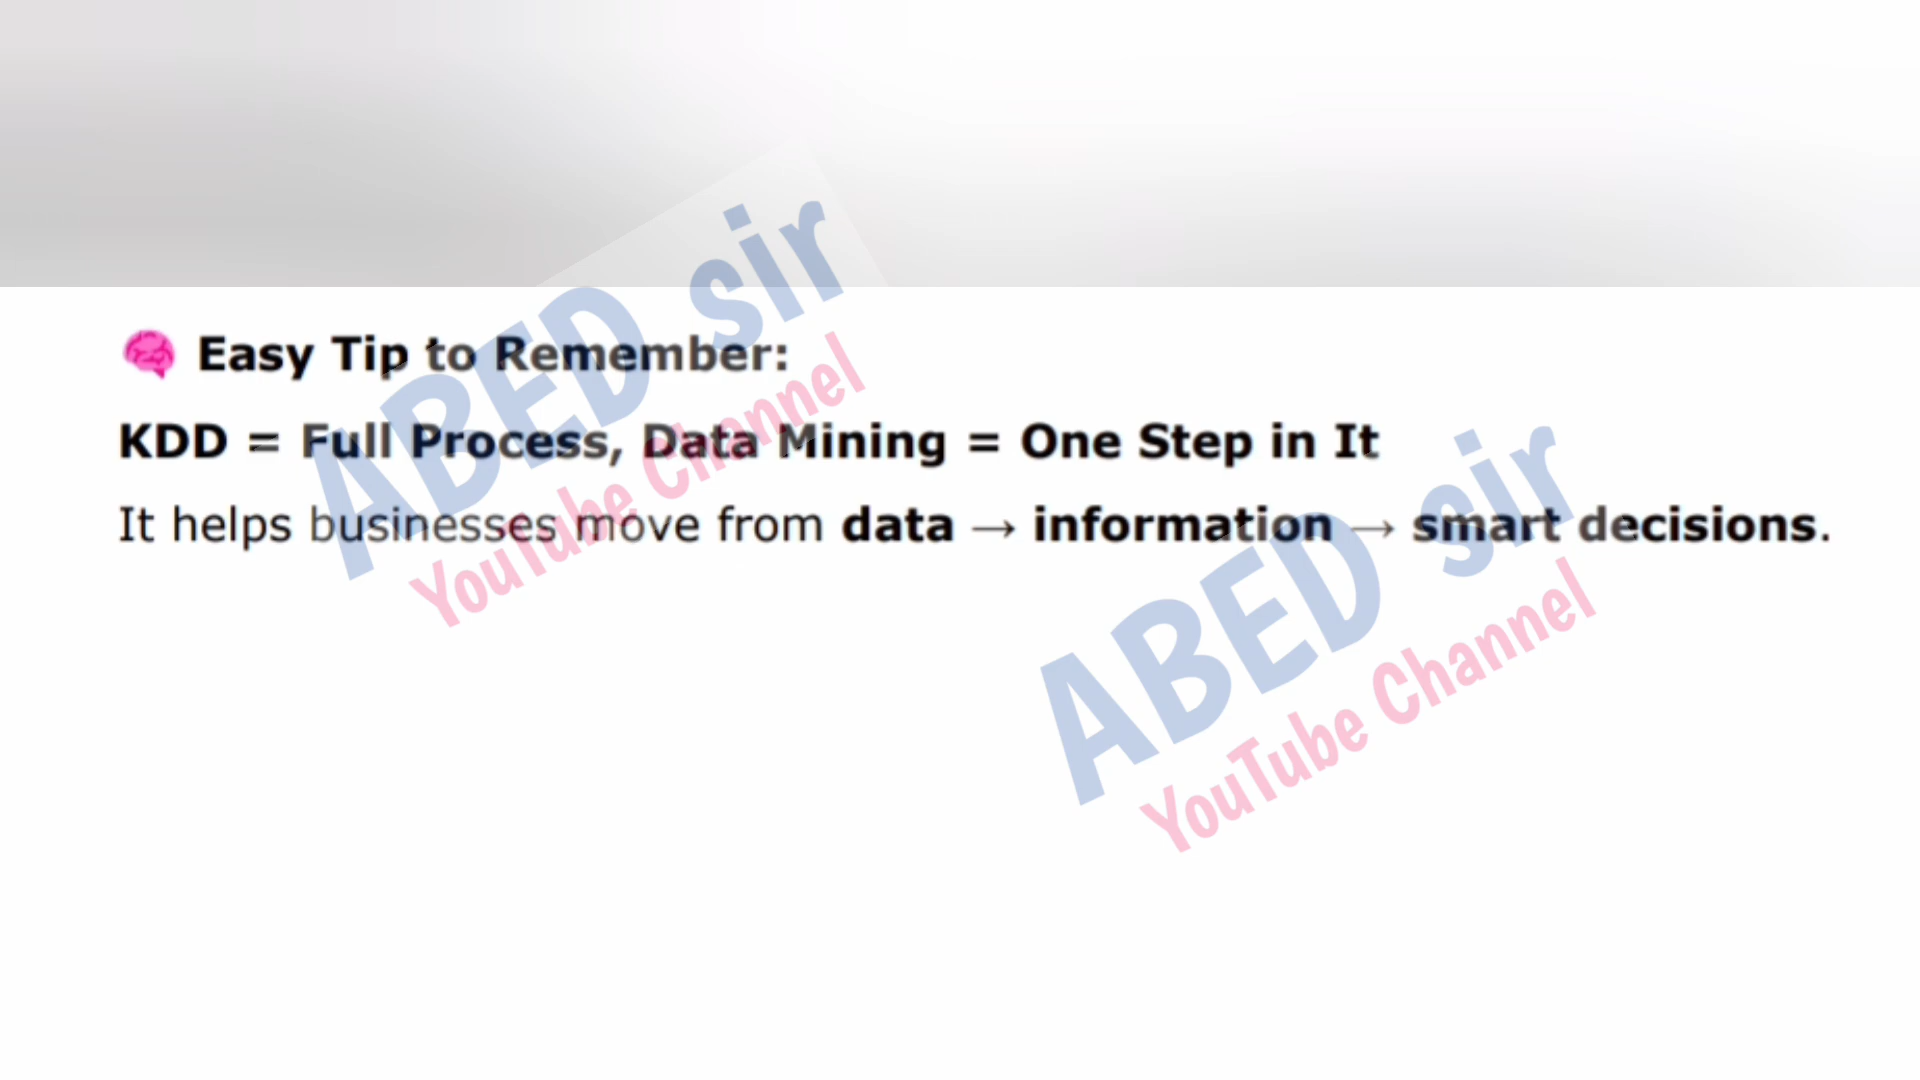 🧠 Easy Tip to Remember:
KDD = Full Process, Data Mining = One Step in It
It helps businesses move from data → information → smart decisions.
ABED sir
YouTube Channel
ABED sir
YouTube Channel